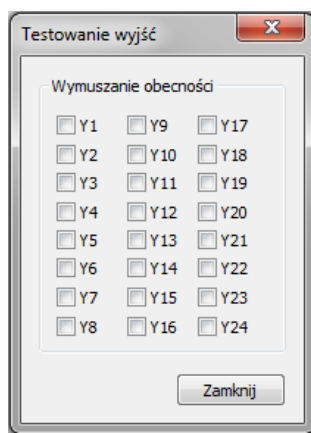 Testowanie wyjść
Wymuszanie obecności
Y1 Y9 Y17
Y2 Y10 Y18
Y3 Y11 Y19
Y4 Y12 Y20
Y5 Y13 Y21
Y6 Y14 Y22
Y7 Y15 Y23
Y8 Y16 Y24
Zamknij